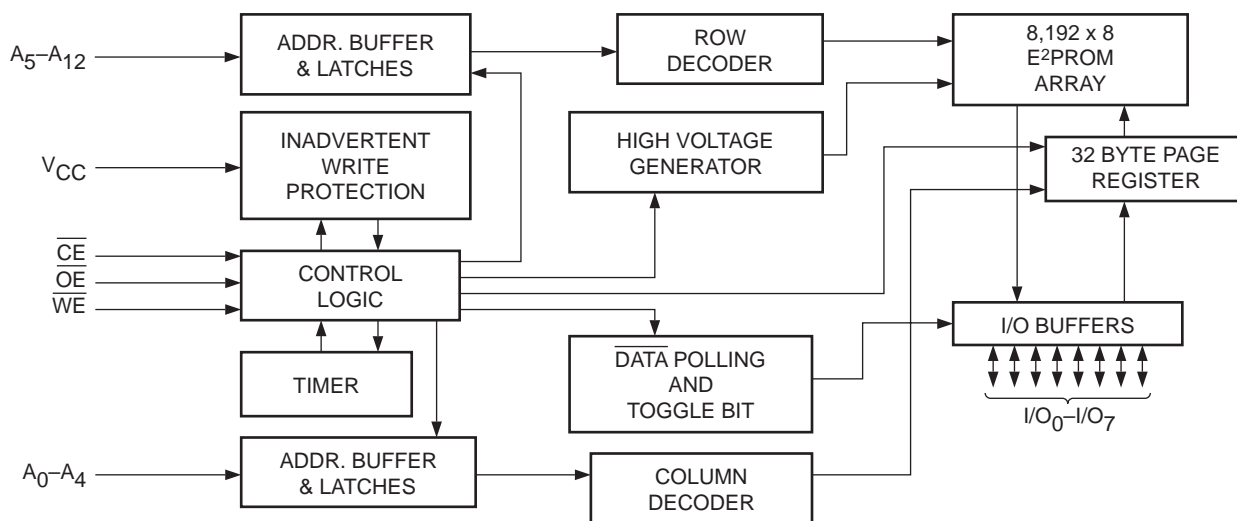 A5–A12
ADDR. BUFFER
& LATCHES
ROW
DECODER
8,192 x 8
E2PROM
ARRAY
VCC
INADVERTENT
WRITE
PROTECTION
HIGH VOLTAGE
GENERATOR
32 BYTE PAGE
REGISTER
CE
OE
WE
CONTROL
LOGIC
I/O BUFFERS
TIMER
DATA POLLING
AND
TOGGLE BIT
I/O0–I/O7
A0–A4
ADDR. BUFFER
& LATCHES
COLUMN
DECODER